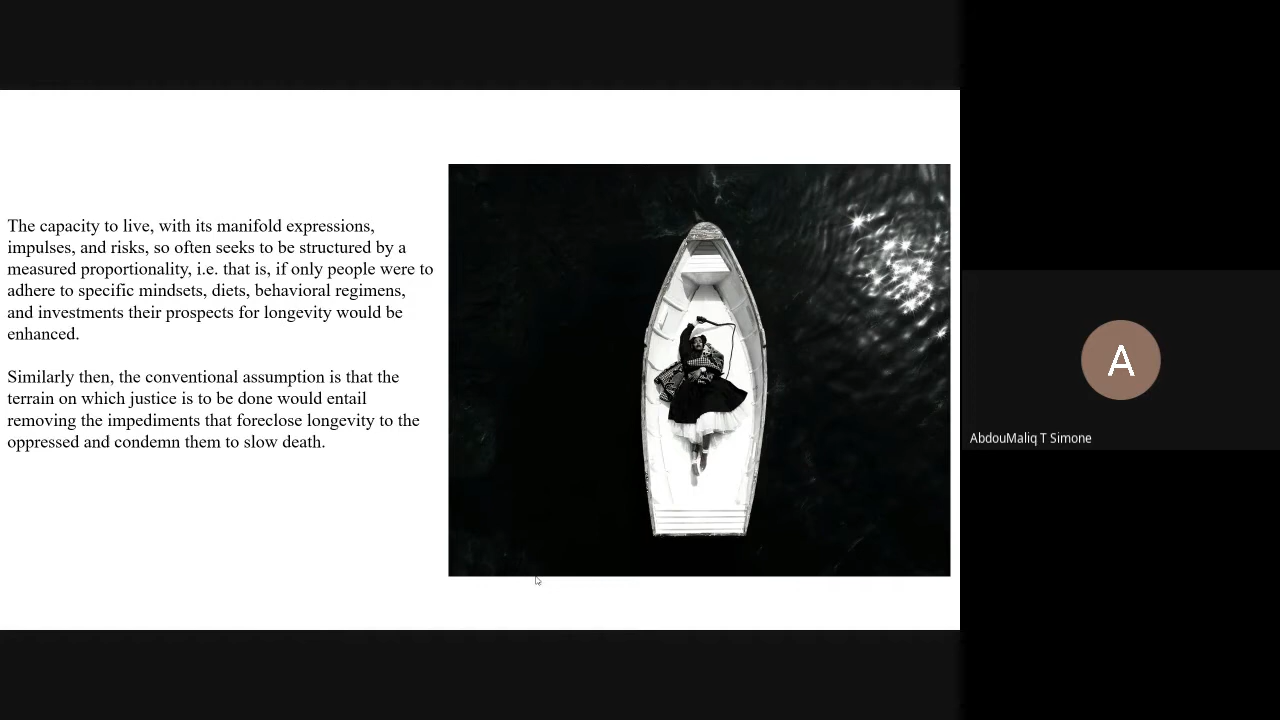 The capacity to live, with its manifold expressions,
impulses, and risks, so often seeks to be structured by a
measured proportionality, i.e. that is, if only people were to
adhere to specific mindsets, diets, behavioral regimens,
and investments their prospects for longevity would be
enhanced.
Similarly then, the conventional assumption is that the
terrain on which justice is to be done would entail
removing the impediments that foreclose longevity to the
oppressed and condemn them to slow death.
A
AbdouMaliq T Simone